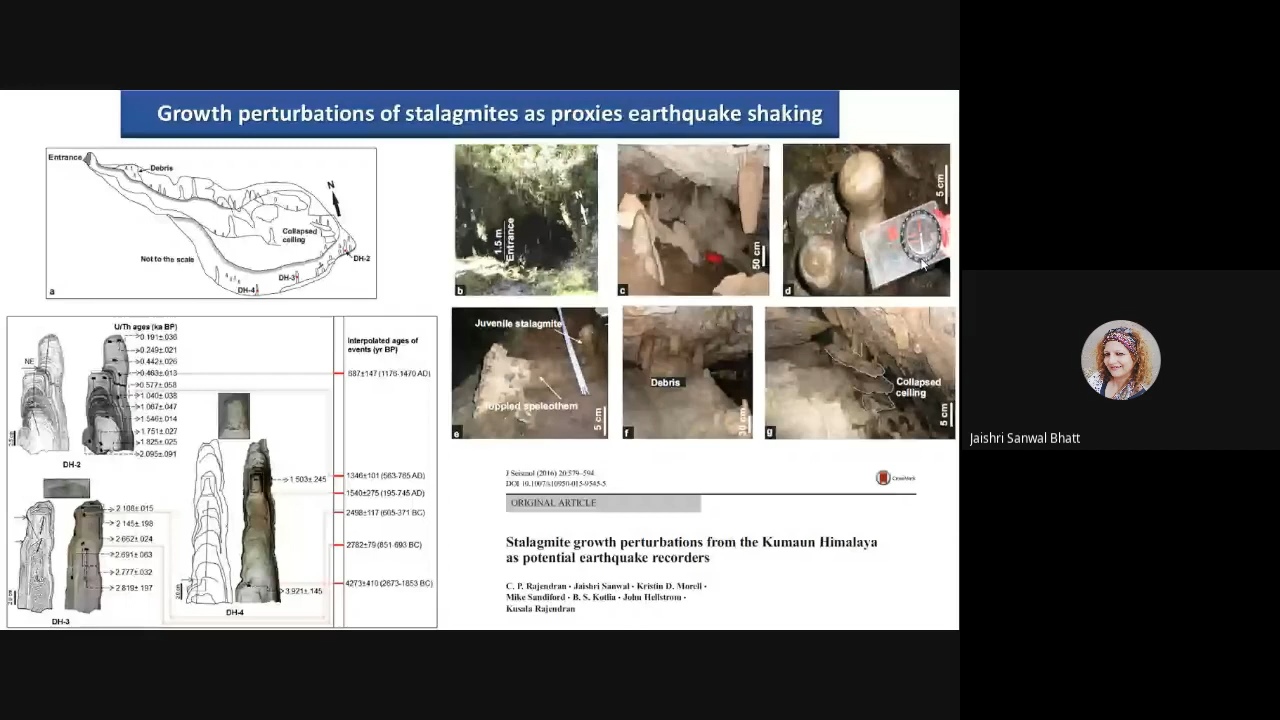 Growth perturbations of stalagmites as proxies earthquake shaking
Entrance
Debris
N
Collapsed
ceiling
Not to the scale
DH-2
DH-3
DH-4
a
1.5 m
Entrance
b
50 cm
c
5 cm
d
Juvenile stalagmite
Toppled speleothem
5 cm
e
Debris
f
Collapsed
ceiling
5 cm
g
U/Th ages (ka BP)
0.191±.036
0.249±.021
0.442±.026
0.463±.013
0.577±.058
1.040±.038
1.067±.047
1.546±.014
1.751±.027
1.825±.025
2.095±.091
NE
DH-2
2.108±.015
2.145±.198
2.662±.024
2.691±.063
2.777±.032
2.819±.197
DH-3
1.503±.245
3.921±.145
DH-4
Interpolated ages of
events (yr BP)
687±147 (1176-1470 AD)
1346±101 (563-765 AD)
1540±275 (195-745 AD)
2498±117 (665-371 BC)
2782±79 (851-693 BC)
4273±410 (2673-1853 BC)
J Seismol (2016) 20:579–594
DOI 10.1007/s10950-015-9545-5
CrossMark
ORIGINAL ARTICLE
Stalagmite growth perturbations from the Kumaun Himalaya
as potential earthquake recorders
C. P. Rajendran · Jaishri Sanwal · Kristin D. Morell ·
Mike Sandiford · B. S. Kotlia · John Hellstrom ·
Kusala Rajendran
Jaishri Sanwal Bhatt